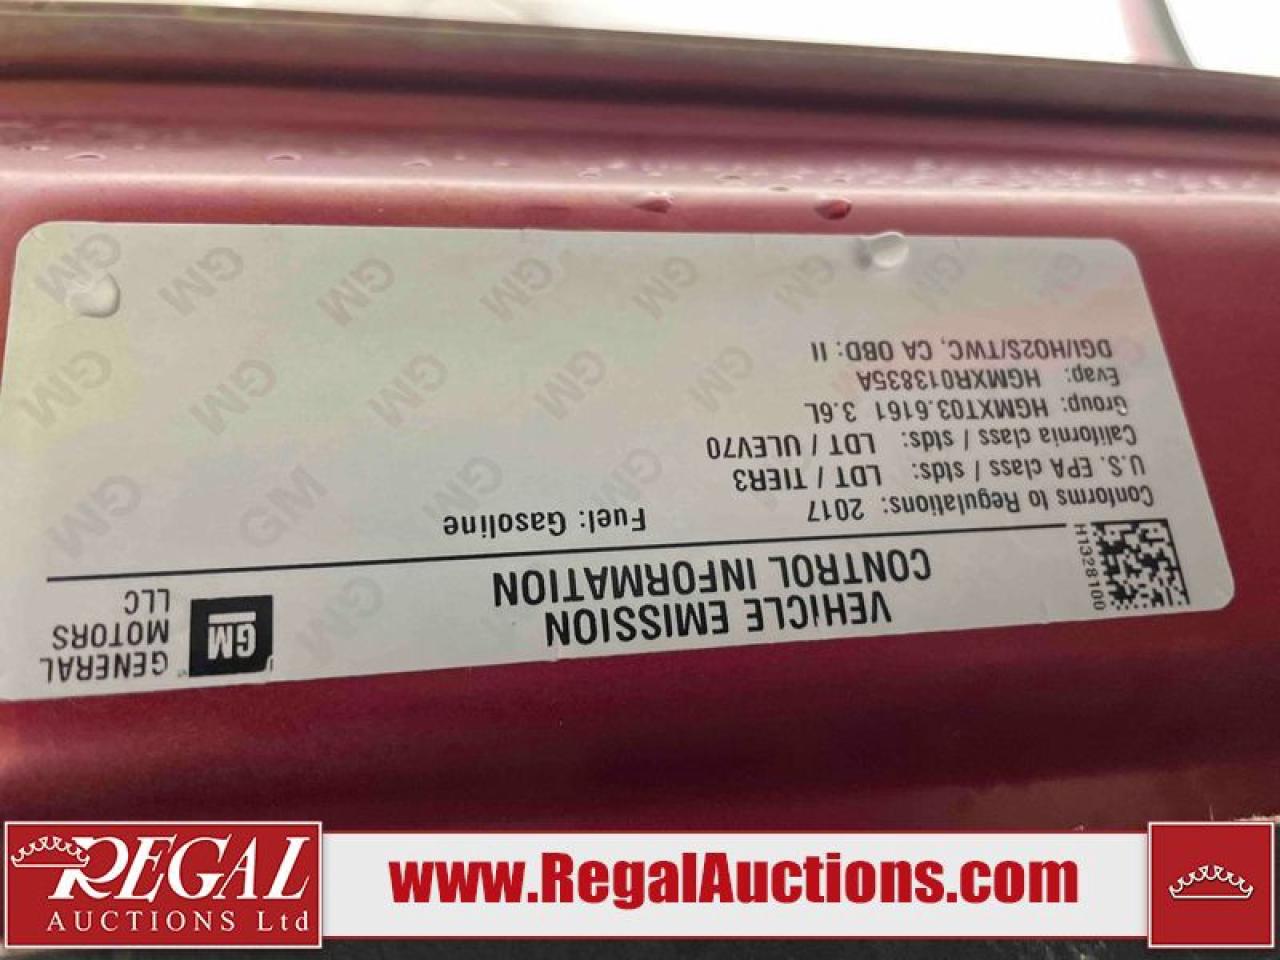 GM GENERAL MOTORS LLC
VEHICLE EMISSION
CONTROL INFORMATION
H1328100
Conforms to Regulations: 2017 Fuel: Gasoline
U.S. EPA class / stds: LDT / TIER3
California class / stds: LDT / ULEV70
Group: HGMXT03.6161 3.6L
Evap: HGMXR013835A
DGI/HO2S/TWC, CA OBD: II
REGAL
AUCTIONS Ltd
www.RegalAuctions.com